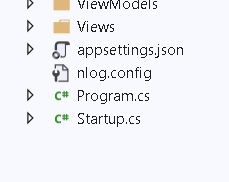 ViewModels
Views
appsettings.json
nlog.config
C# Program.cs
C# Startup.cs